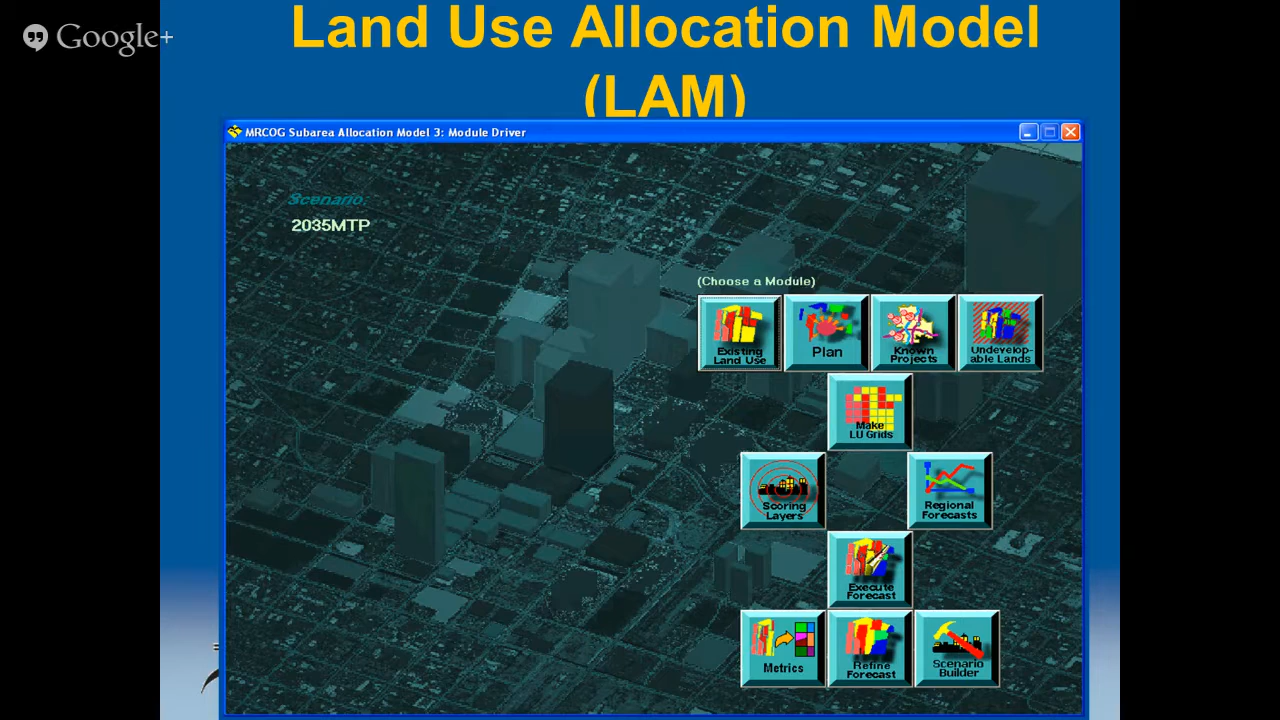 Google+
Land Use Allocation Model
(LAM)
MRCOG Subarea Allocation Model 3: Module Driver
Scenario:
2035MTP
(Choose a Module)
Existing
Land Use
Plan
Known
Projects
Undevelop-
able Lands
Make
LU Grids
Scoring
Layers
Regional
Forecasts
Execute
Forecast
Metrics
Refine
Forecast
Scenario
Builder